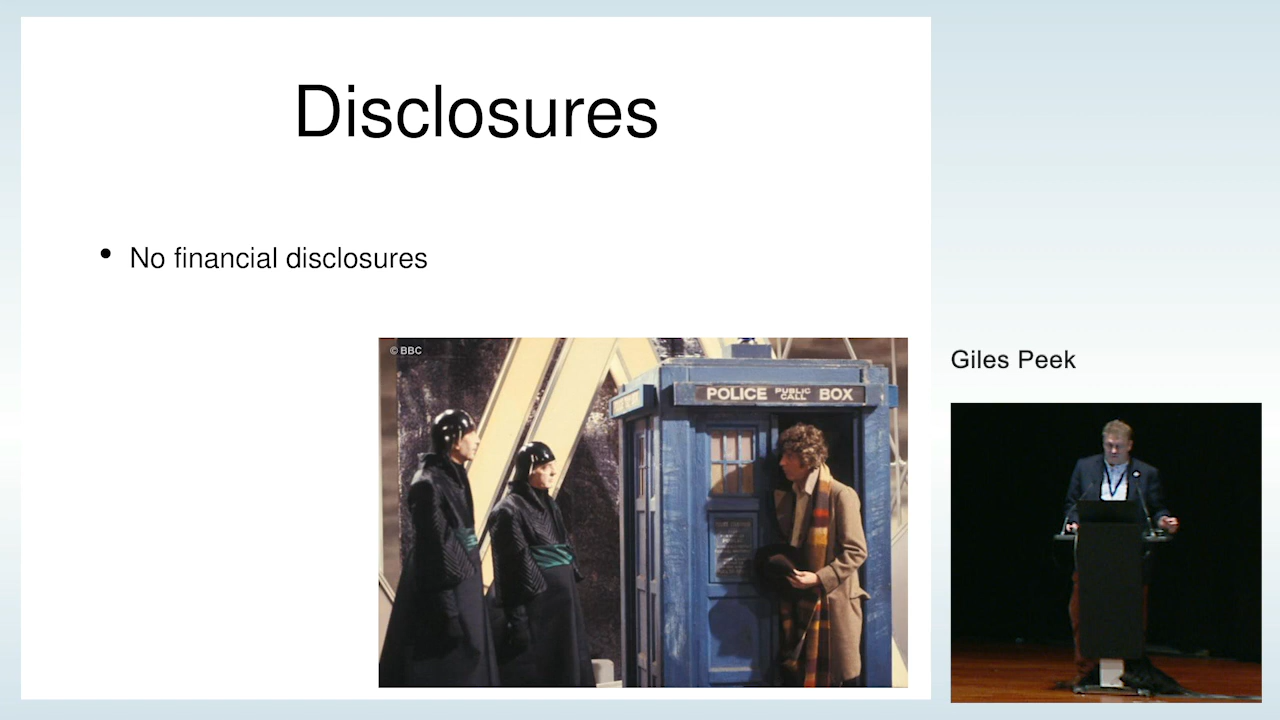 Disclosures
• No financial disclosures
© BBC
POLICE PUBLIC CALL BOX
Giles Peek